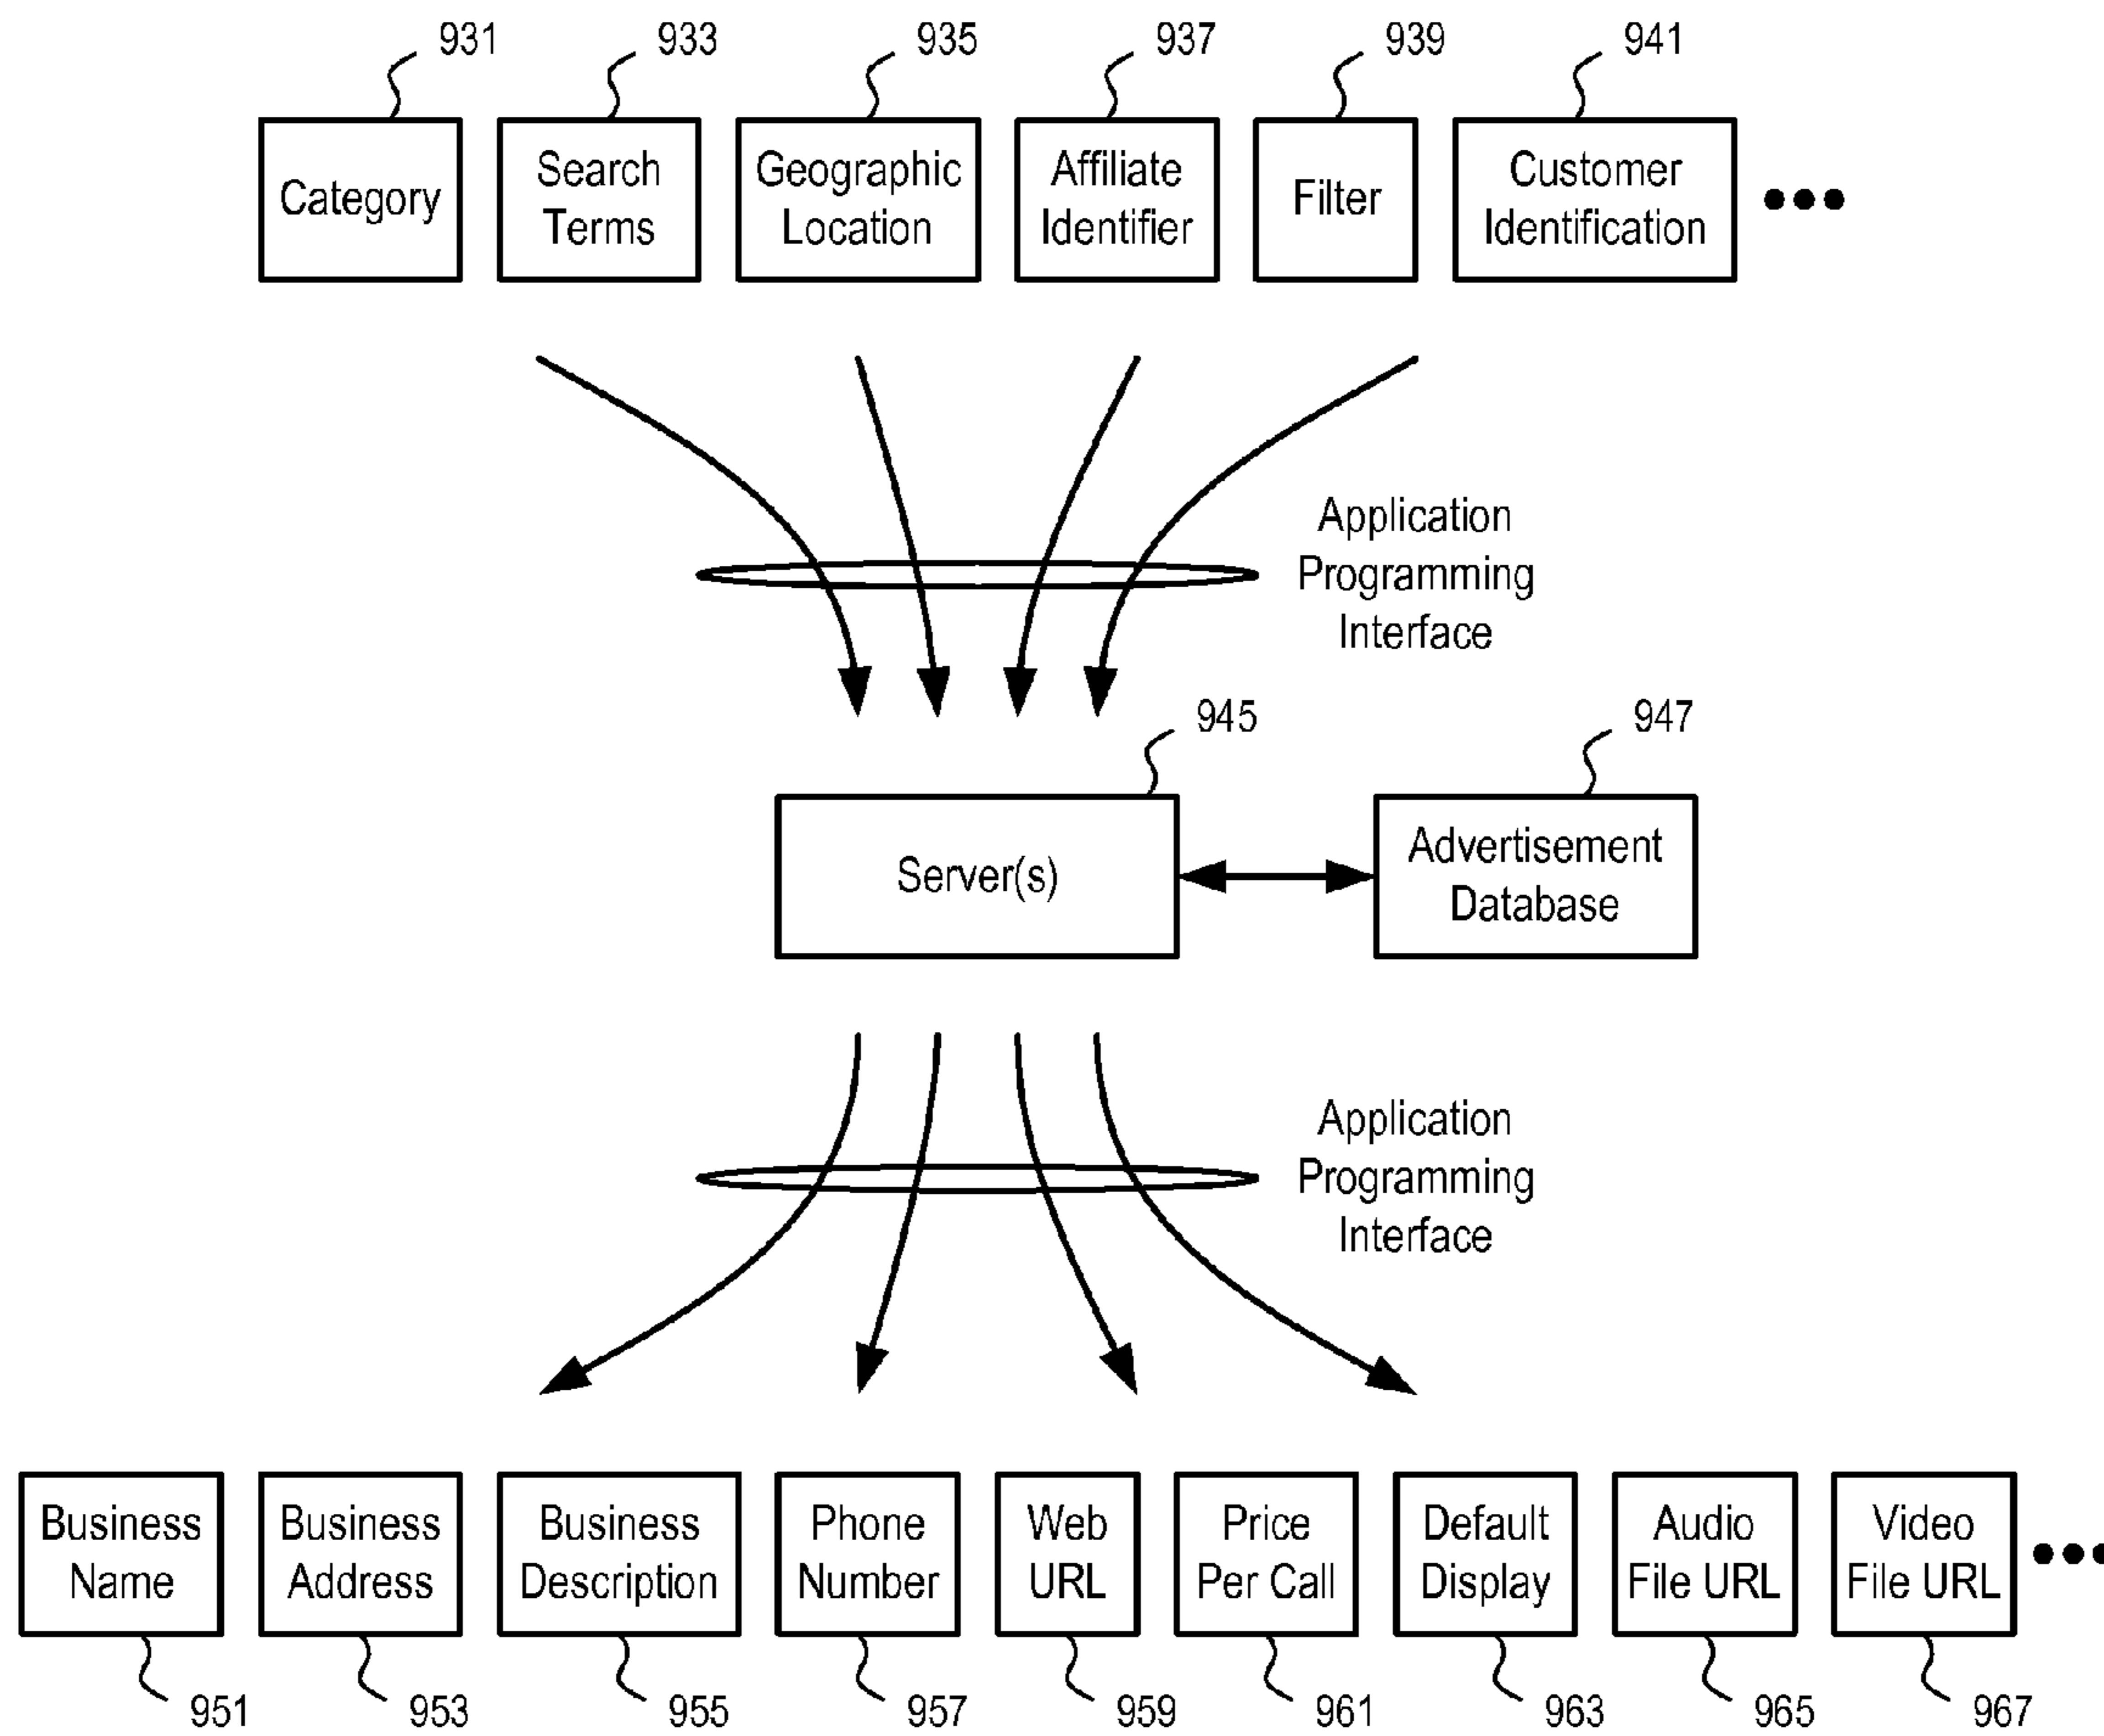 931 933 935 937 939 941
Category
Search
Terms
Geographic
Location
Affiliate
Identifier
Filter
Customer
Identification
Application
Programming
Interface
945 947
Server(s)
Advertisement
Database
Application
Programming
Interface
Business
Name
Business
Address
Business
Description
Phone
Number
Web
URL
Price
Per Call
Default
Display
Audio
File URL
Video
File URL
951 953 955 957 959 961 963 965 967